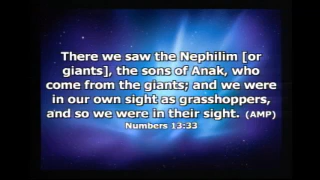 There we saw the Nephilim [or
giants], the sons of Anak, who
come from the giants; and we were
in our own sight as grasshoppers,
and so we were in their sight. (AMP)
Numbers 13:33